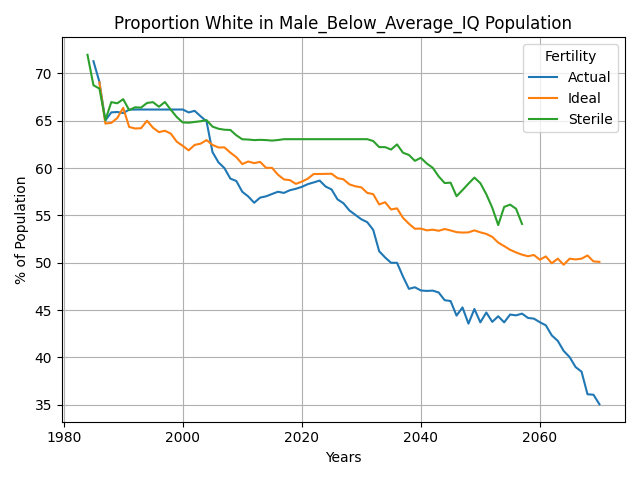 Proportion White in Male_Below_Average_IQ Population
Fertility
Actual
Ideal
Sterile
% of Population
70
65
60
55
50
45
40
35
1980
2000
2020
2040
2060
Years